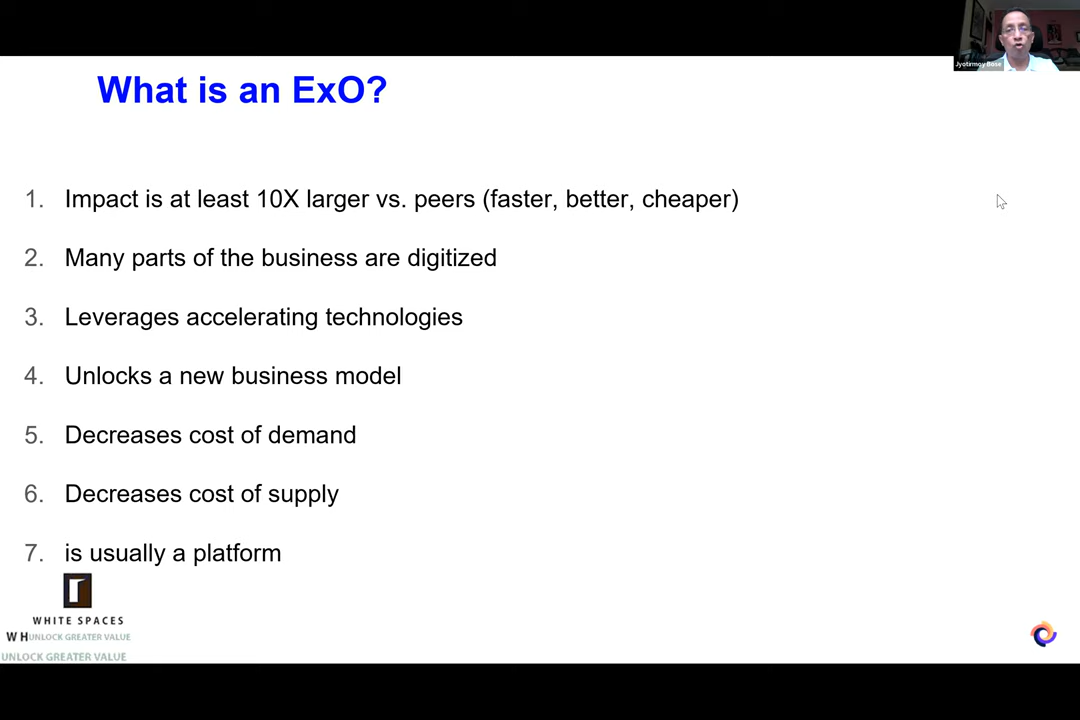 Jyotirmoy Bose
What is an ExO?
1. Impact is at least 10X larger vs. peers (faster, better, cheaper)
2. Many parts of the business are digitized
3. Leverages accelerating technologies
4. Unlocks a new business model
5. Decreases cost of demand
6. Decreases cost of supply
7. is usually a platform
WHITE SPACES
WH UNLOCK GREATER VALUE
UNLOCK GREATER VALUE